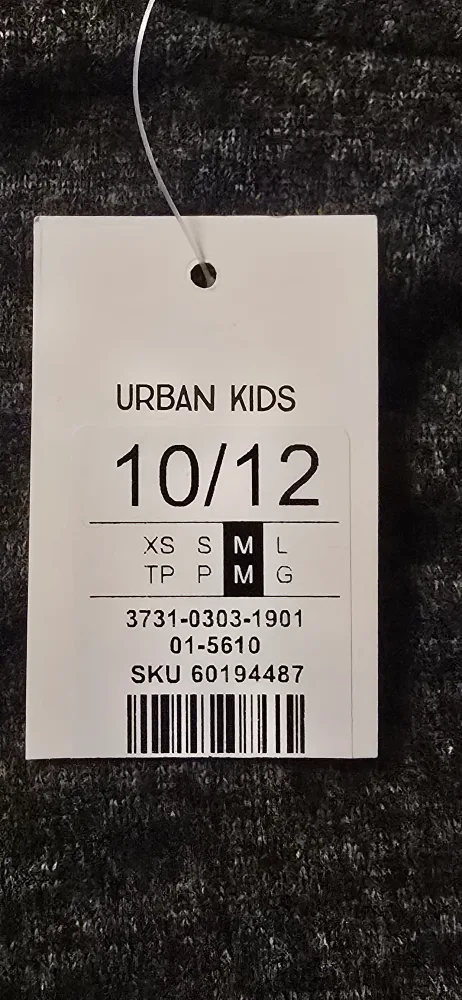 URBAN KIDS
10/12
XS S M L
TP P M G
3731-0303-1901
01-5610
SKU 60194487